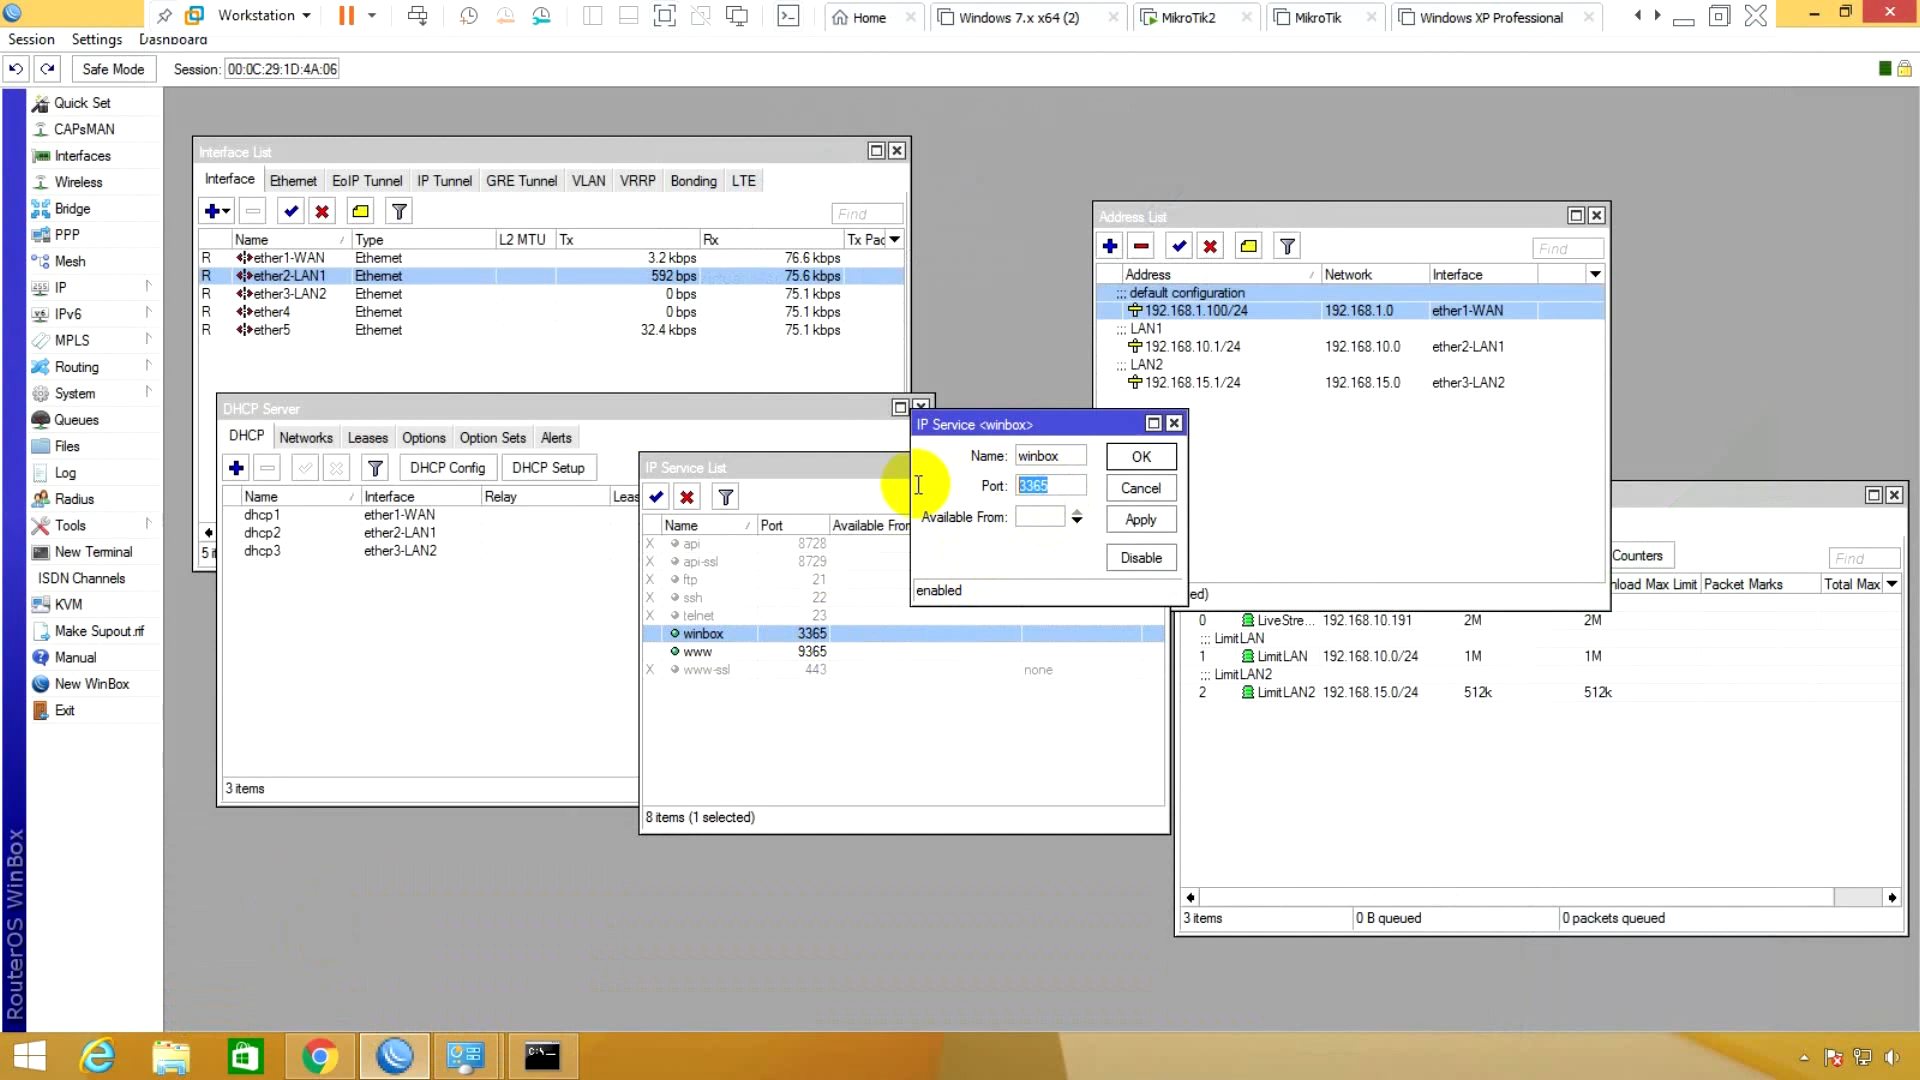 Workstation
Home
Windows 7.x x64 (2)
MikroTik2
MikroTik
Windows XP Professional
Session Settings Dashboard
Safe Mode Session: 00:0C:29:1D:4A:06
Quick Set
CAPsMAN
Interfaces
Wireless
Bridge
PPP
Mesh
IP
IPv6
MPLS
Routing
System
Queues
Files
Log
Radius
Tools
New Terminal
ISDN Channels
KVM
Make Supout.rif
Manual
New WinBox
Exit
RouterOS WinBox
Interface List
Interface Ethernet EoIP Tunnel IP Tunnel GRE Tunnel VLAN VRRP Bonding LTE
Find
Name Type L2 MTU Tx Rx Tx Pac
R ether1-WAN Ethernet 3.2 kbps 76.6 kbps
R ether2-LAN1 Ethernet 592 bps 75.6 kbps
R ether3-LAN2 Ethernet 0 bps 75.1 kbps
R ether4 Ethernet 0 bps 75.1 kbps
R ether5 Ethernet 32.4 kbps 75.1 kbps
DHCP Server
DHCP Networks Leases Options Option Sets Alerts
DHCP Config DHCP Setup
Name Interface Relay Leas
dhcp1 ether1-WAN
dhcp2 ether2-LAN1
dhcp3 ether3-LAN2
3 items
IP Service List
Name Port Available From
X api 8728
X api-ssl 8729
X ftp 21
X ssh 22
X telnet 23
winbox 3365
www 9365
X www-ssl 443 none
8 items (1 selected)
IP Service <winbox>
Name: winbox OK
Port: 3365 Cancel
Available From: Apply
Disable
enabled
Address List
Find
Address Network Interface
;;; default configuration
192.168.1.100/24 192.168.1.0 ether1-WAN
;;; LAN1
192.168.10.1/24 192.168.10.0 ether2-LAN1
;;; LAN2
192.168.15.1/24 192.168.15.0 ether3-LAN2
ed)
Counters Find
nload Max Limit Packet Marks Total Max
0 LiveStre... 192.168.10.191 2M 2M
;;; LimitLAN
1 LimitLAN 192.168.10.0/24 1M 1M
;;; LimitLAN2
2 LimitLAN2 192.168.15.0/24 512k 512k
3 items 0 B queued 0 packets queued